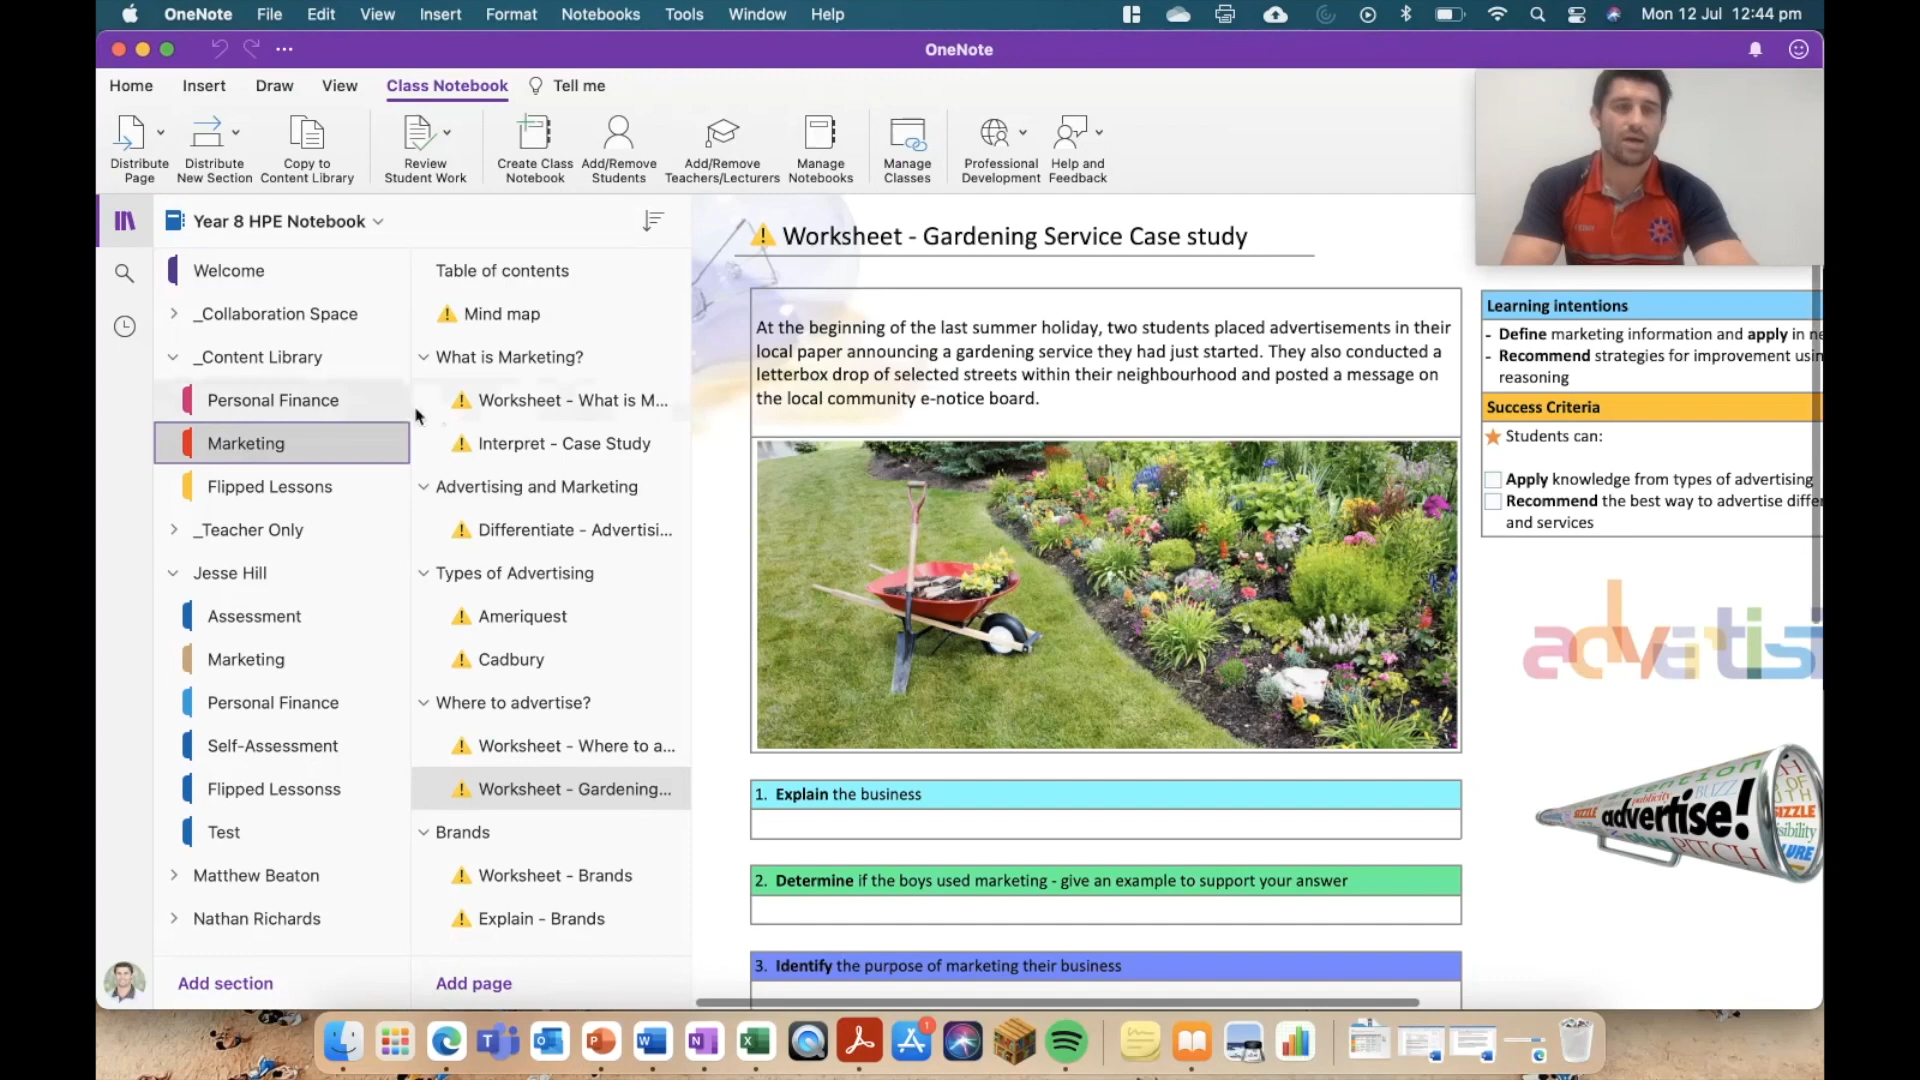 OneNote File Edit View Insert Format Notebooks Tools Window Help Mon 12 Jul 12:44 pm
OneNote
Home Insert Draw View Class Notebook Tell me
Distribute Page
Distribute New Section
Copy to Content Library
Review Student Work
Create Class Notebook
Add/Remove Students
Add/Remove Teachers/Lecturers
Manage Notebooks
Manage Classes
Professional Development
Help and Feedback
Year 8 HPE Notebook
Welcome
_Collaboration Space
_Content Library
Personal Finance
Marketing
Flipped Lessons
_Teacher Only
Jesse Hill
Assessment
Marketing
Personal Finance
Self-Assessment
Flipped Lessonss
Test
Matthew Beaton
Nathan Richards
Add section
Table of contents
Mind map
What is Marketing?
Worksheet - What is M...
Interpret - Case Study
Advertising and Marketing
Differentiate - Advertisi...
Types of Advertising
Ameriquest
Cadbury
Where to advertise?
Worksheet - Where to a...
Worksheet - Gardening...
Brands
Worksheet - Brands
Explain - Brands
Add page
Worksheet - Gardening Service Case study
At the beginning of the last summer holiday, two students placed advertisements in their
local paper announcing a gardening service they had just started. They also conducted a
letterbox drop of selected streets within their neighbourhood and posted a message on
the local community e-notice board.
1. Explain the business
2. Determine if the boys used marketing - give an example to support your answer
3. Identify the purpose of marketing their business
Learning intentions
- Define marketing information and apply in ne
- Recommend strategies for improvement usin
reasoning
Success Criteria
Students can:
Apply knowledge from types of advertising
Recommend the best way to advertise diffe
and services
advertisi
attention
BUZZ
publicity
SIZZLE
advertise!
PITCH
SIZZLE
sibility
LURE
1